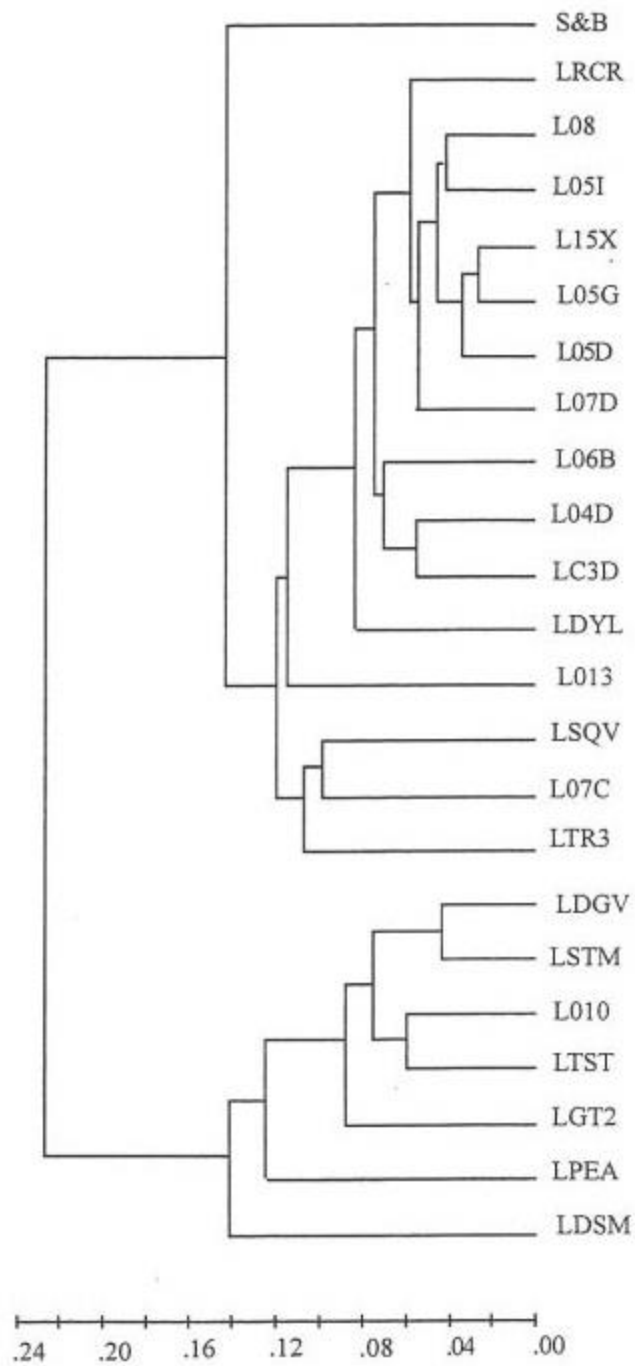 S&B
LRCR
L08
L05I
L15X
L05G
L05D
L07D
L06B
L04D
LC3D
LDYL
L013
LSQV
L07C
LTR3
LDGV
LSTM
L010
LTST
LGT2
LPEA
LDSM
.24 .20 .16 .12 .08 .04 .00